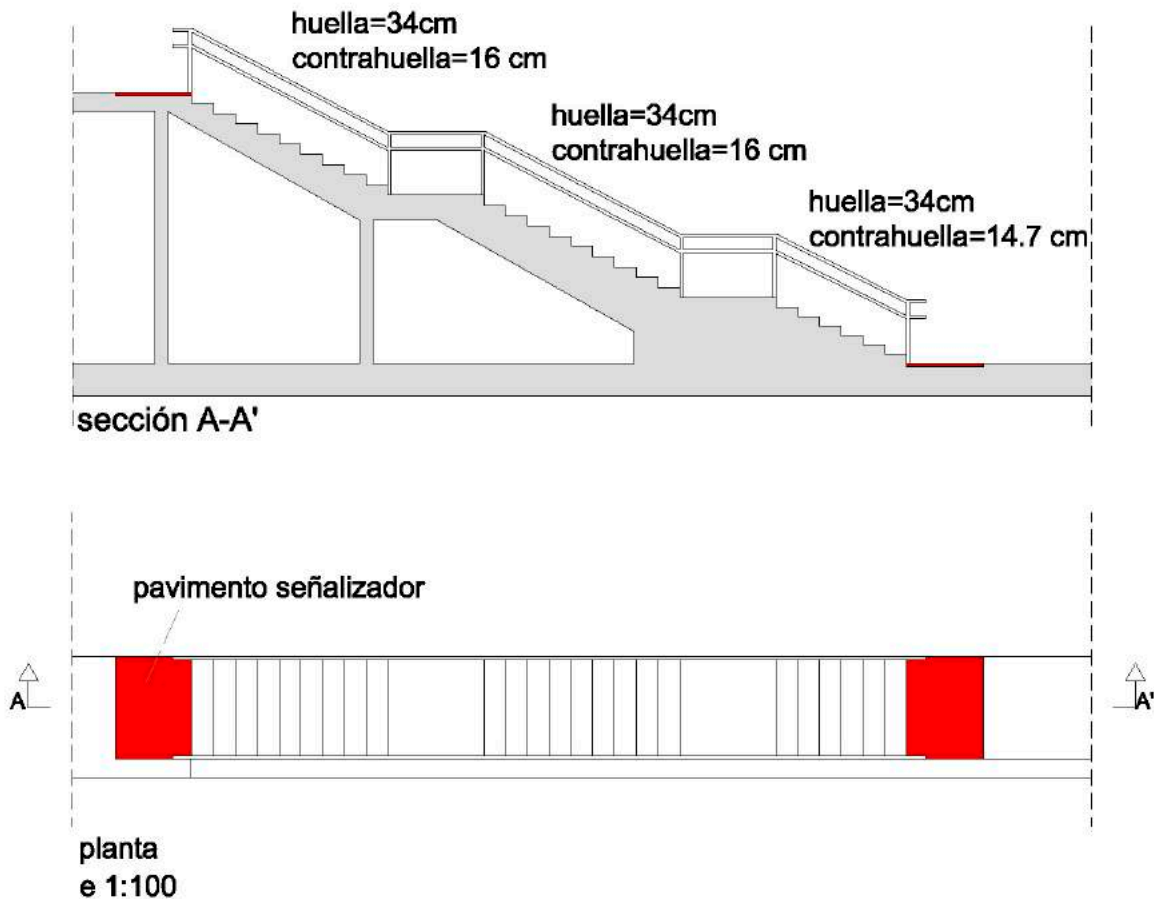 huella=34cm
contrahuella=16 cm
huella=34cm
contrahuella=16 cm
huella=34cm
contrahuella=14.7 cm
sección A-A'
pavimento señalizador
A
A'
planta
e 1:100